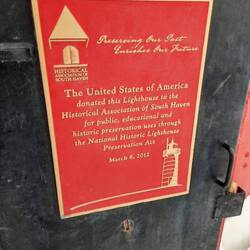 Preserving Our Past
Enriches Our Future
HISTORICAL
ASSOCIATION OF
SOUTH HAVEN
The United States of America
donated this Lighthouse to the
Historical Association of South Haven
for public, educational and
historic preservation uses through
the National Historic Lighthouse
Preservation Act
March 8, 2012